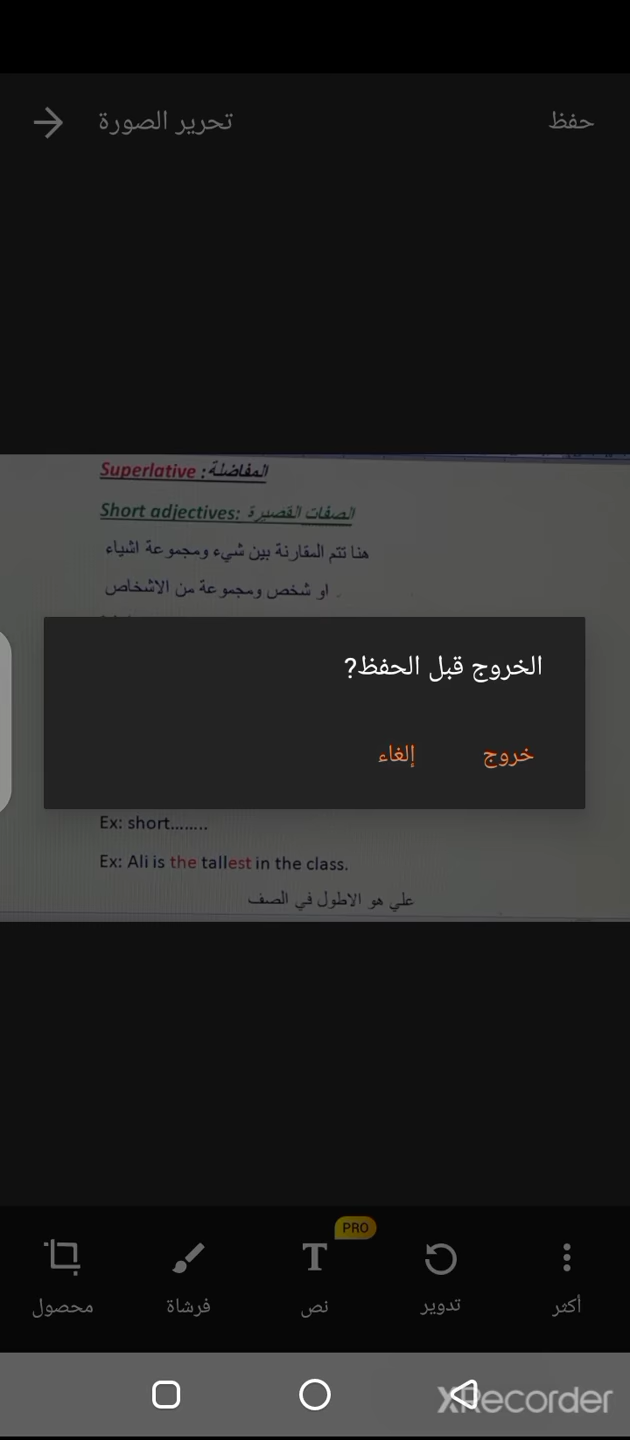 تحرير الصورة
حفظ
Superlative : المفاضلة
Short adjectives: الصفات القصيرة
هنا تتم المقارنة بين شيء ومجموعة اشياء
او شخص ومجموعة من الاشخاص .
الخروج قبل الحفظ?
خروج
إلغاء
Ex: short........
Ex: Ali is the tallest in the class.
علي هو الاطول في الصف
PRO
محصول
فرشاة
نص
تدوير
أكثر
XRecorder